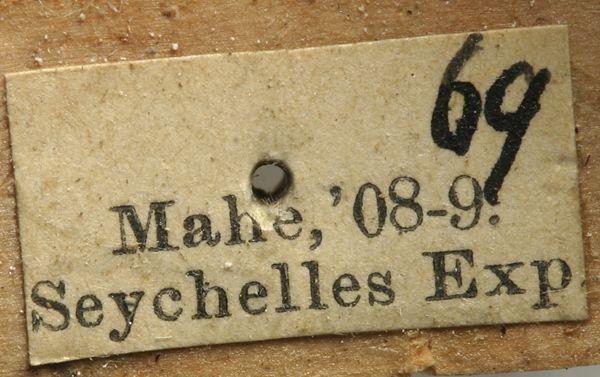 69
Mahe, '08-9.
Seychelles Exp.